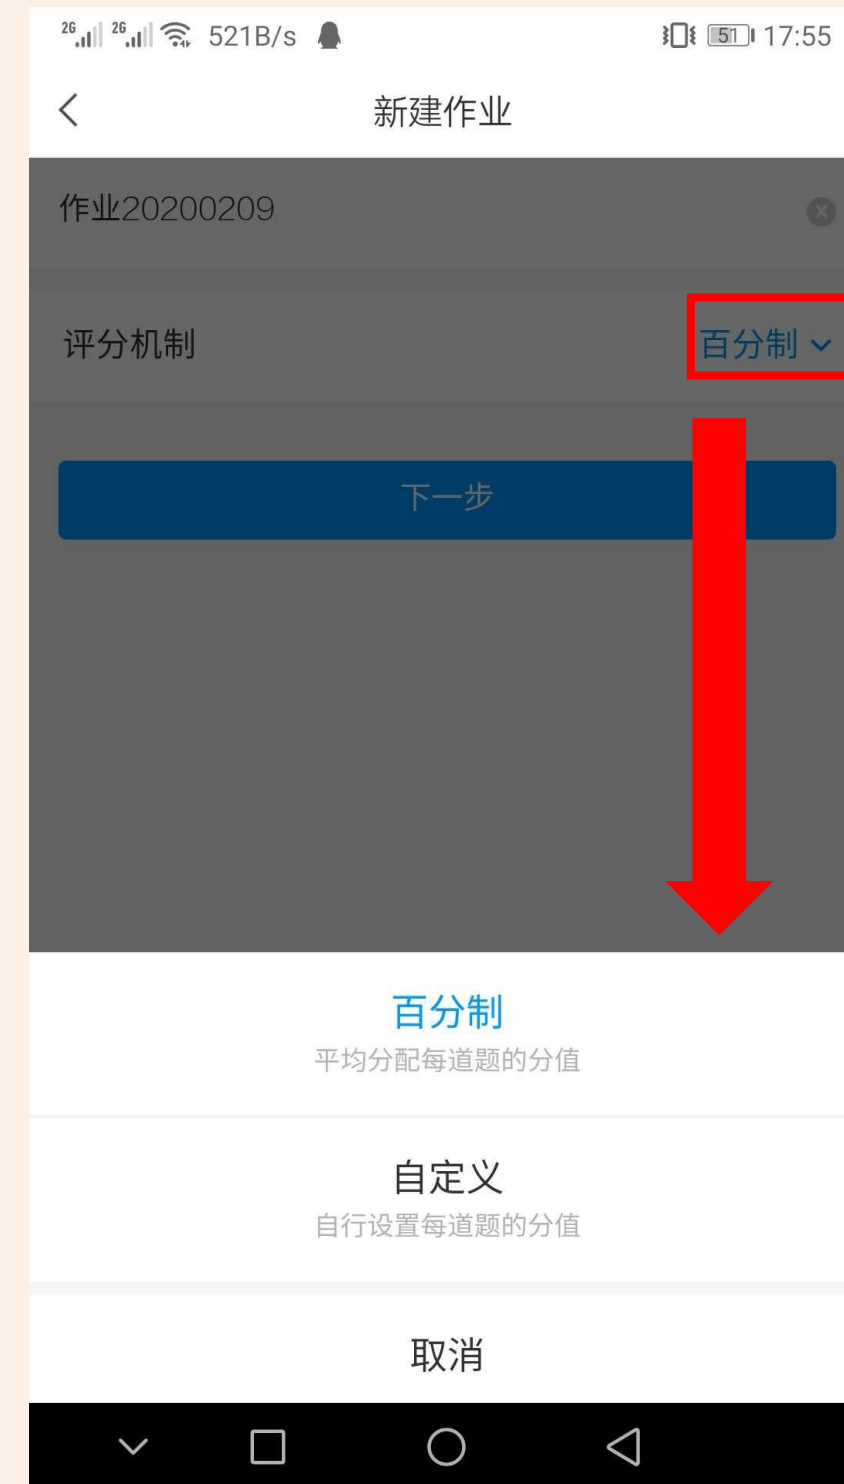 2G 2G 521B/s 51 17:55
新建作业
作业20200209
评分机制 百分制
下一步
百分制
平均分配每道题的分值
自定义
自行设置每道题的分值
取消